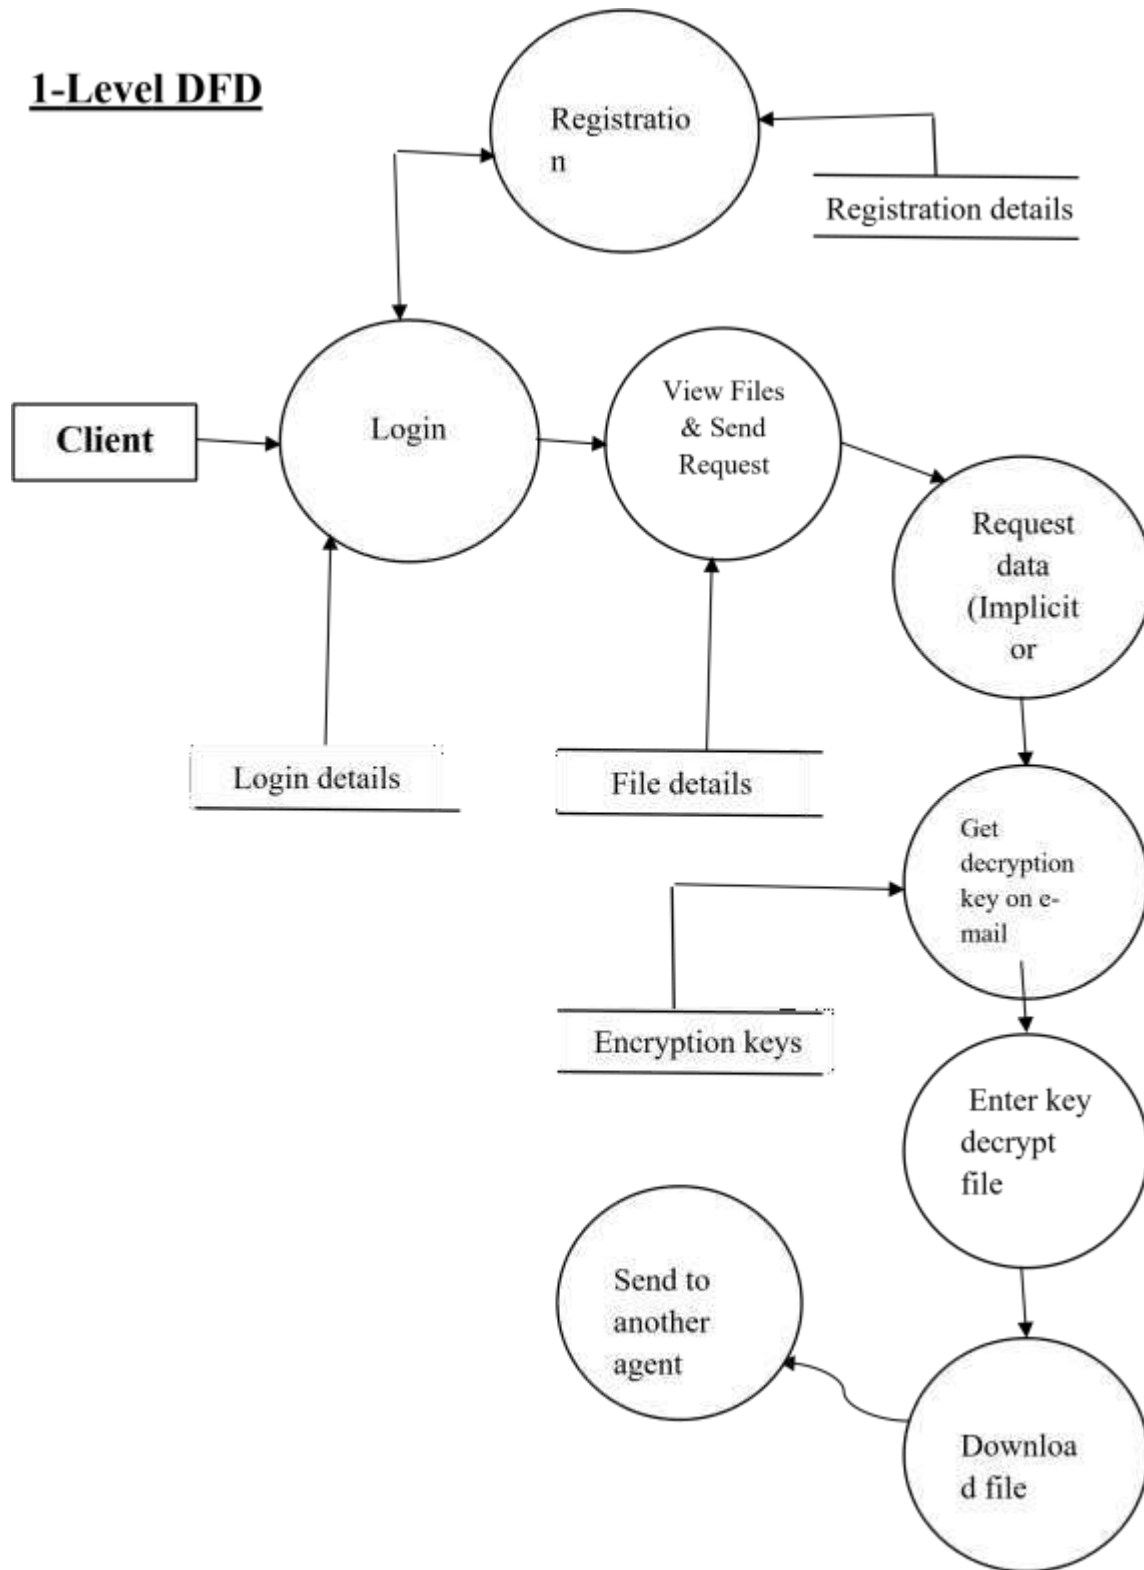 1-Level DFD
Registratio
n
Registration details
Client
Login
View Files
& Send
Request
Request
data
(Implicit
or
Login details
File details
Get
decryption
key on e-
mail
Encryption keys
Enter key
decrypt
file
Send to
another
agent
Downloa
d file